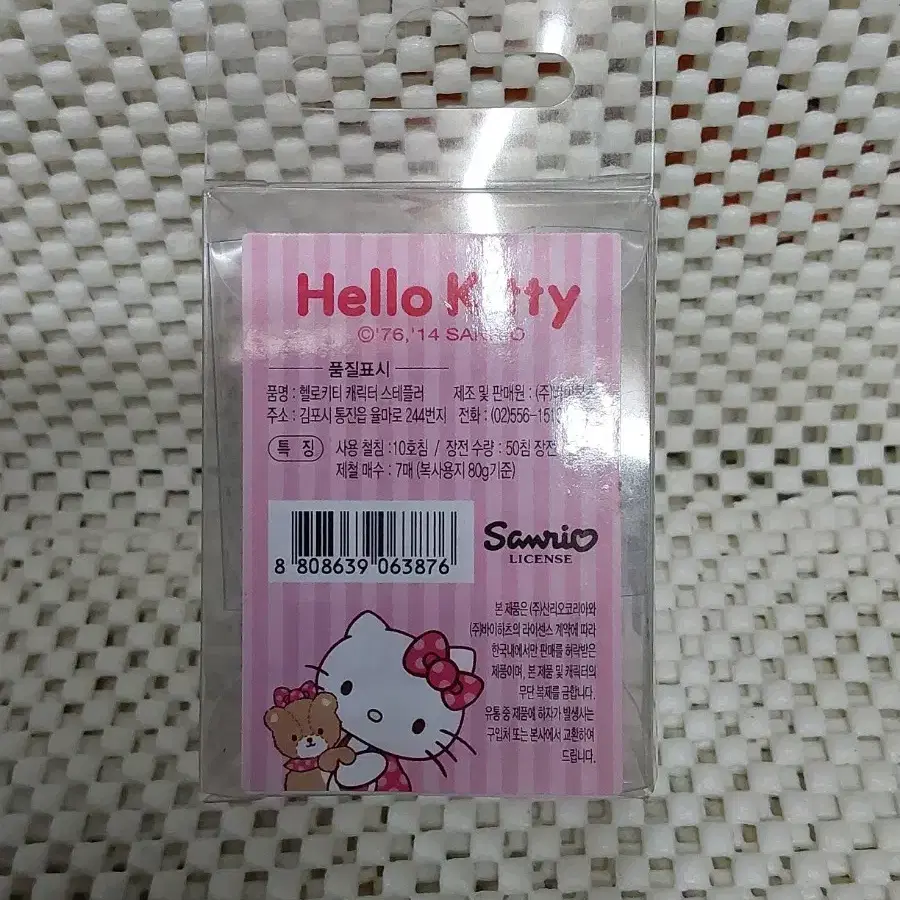 Hello Kitty
©'76,'14 SANRIO
품질표시
품명 : 헬로키티 캐릭터 스테플러 제조 및 판매원 : (주)바이하츠
주소 : 김포시 통진읍 율마로 244번지 전화 : (02)556-151
특 징 사용 철침 :10호침 / 장전 수량 : 50침 장전
제철 매수 : 7매 (복사용지 80g기준)
8 808639 063876
Sanrio
LICENSE
본 제품은 (주)산리오코리아와
(주)바이하츠의 라이센스 계약에 따라
한국내에서만 판매를 허락받은
제품이며, 본 제품 및 캐릭터의
무단 복제를 금합니다.
유통 중 제품에 하자가 발생시는
구입처 또는 본사에서 교환하여
드립니다.